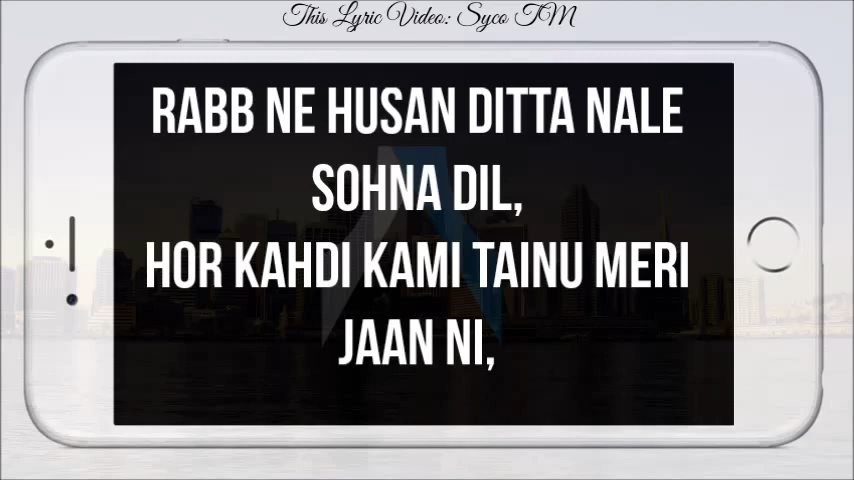 This Lyric Video: Syco TM
RABB NE HUSAN DITTA NALE
SOHNA DIL,
HOR KAHDI KAMI TAINU MERI
JAAN NI,